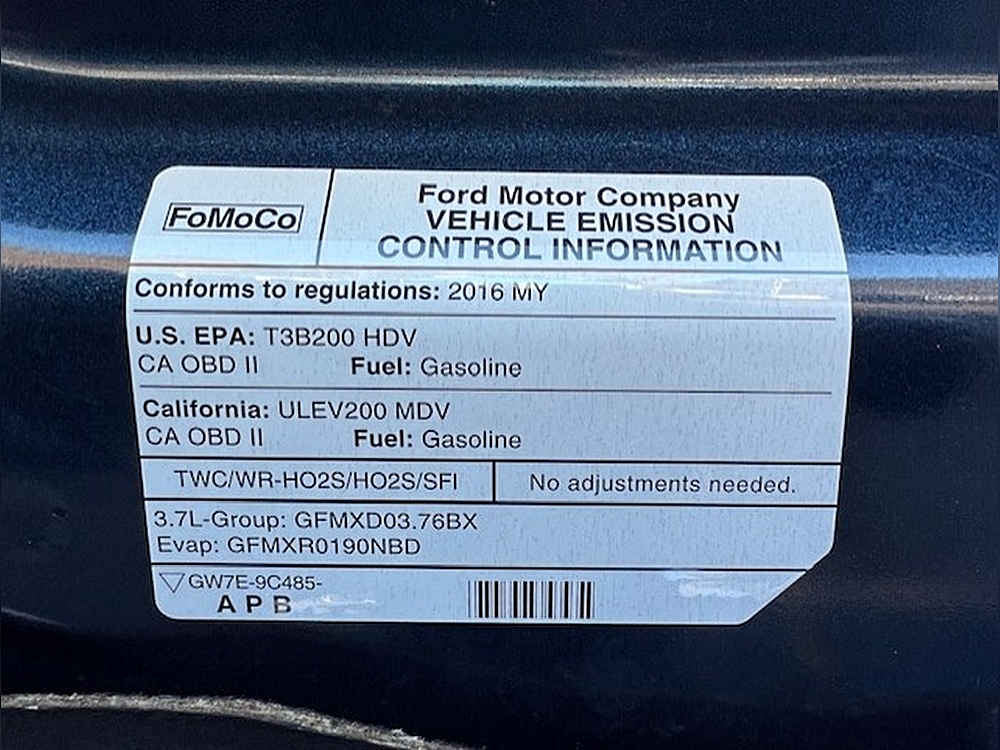 FoMoCo
Ford Motor Company
VEHICLE EMISSION
CONTROL INFORMATION
Conforms to regulations: 2016 MY
U.S. EPA: T3B200 HDV
CA OBD II Fuel: Gasoline
California: ULEV200 MDV
CA OBD II Fuel: Gasoline
TWC/WR-HO2S/HO2S/SFI
No adjustments needed.
3.7L-Group: GFMXD03.76BX
Evap: GFMXR0190NBD
GW7E-9C485-
A P B